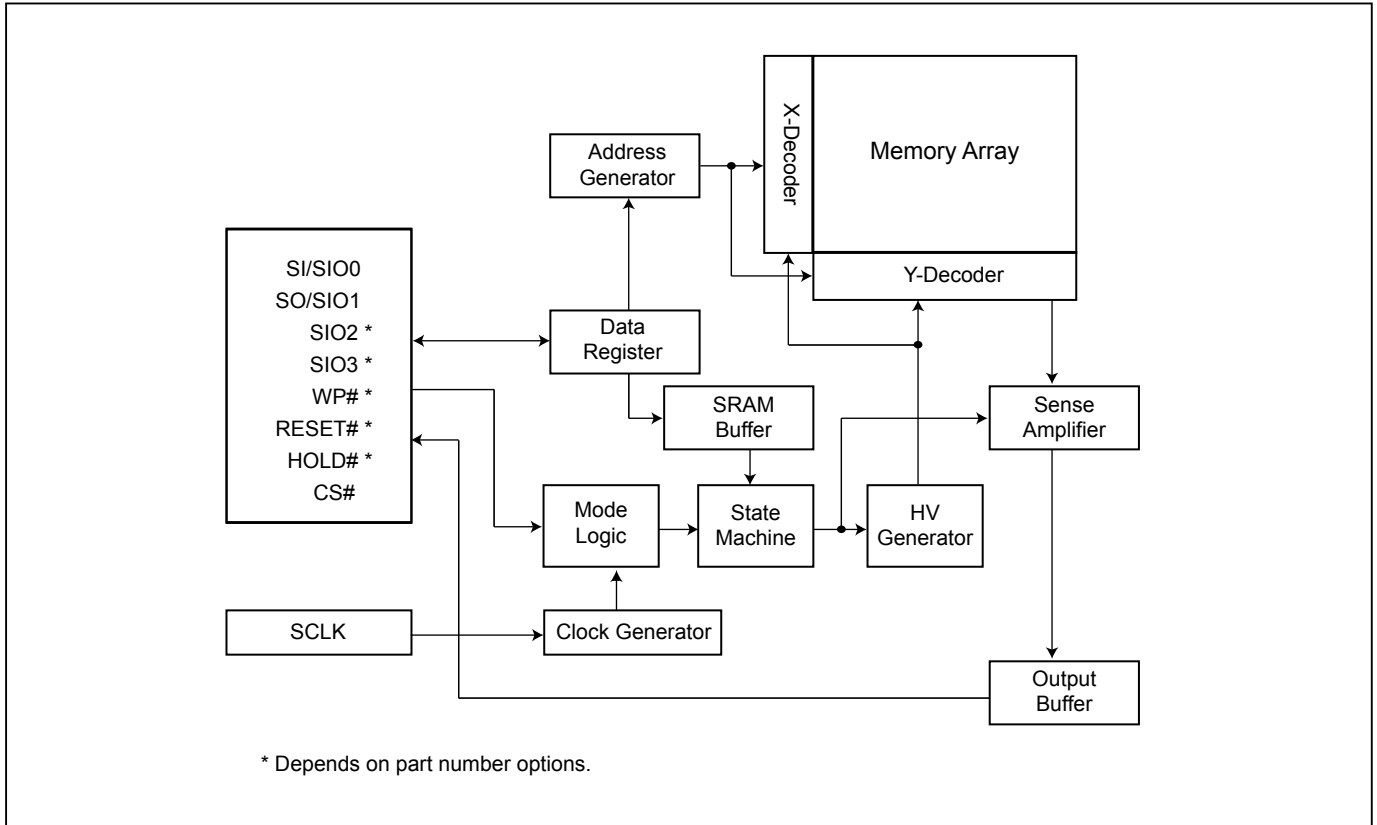 X-Decoder
Memory Array
Address
Generator
Y-Decoder
SI/SIO0
SO/SIO1
SIO2 *
SIO3 *
WP# *
RESET# *
HOLD# *
CS#
Data
Register
SRAM
Buffer
Sense
Amplifier
Mode
Logic
State
Machine
HV
Generator
SCLK
Clock Generator
Output
Buffer
* Depends on part number options.